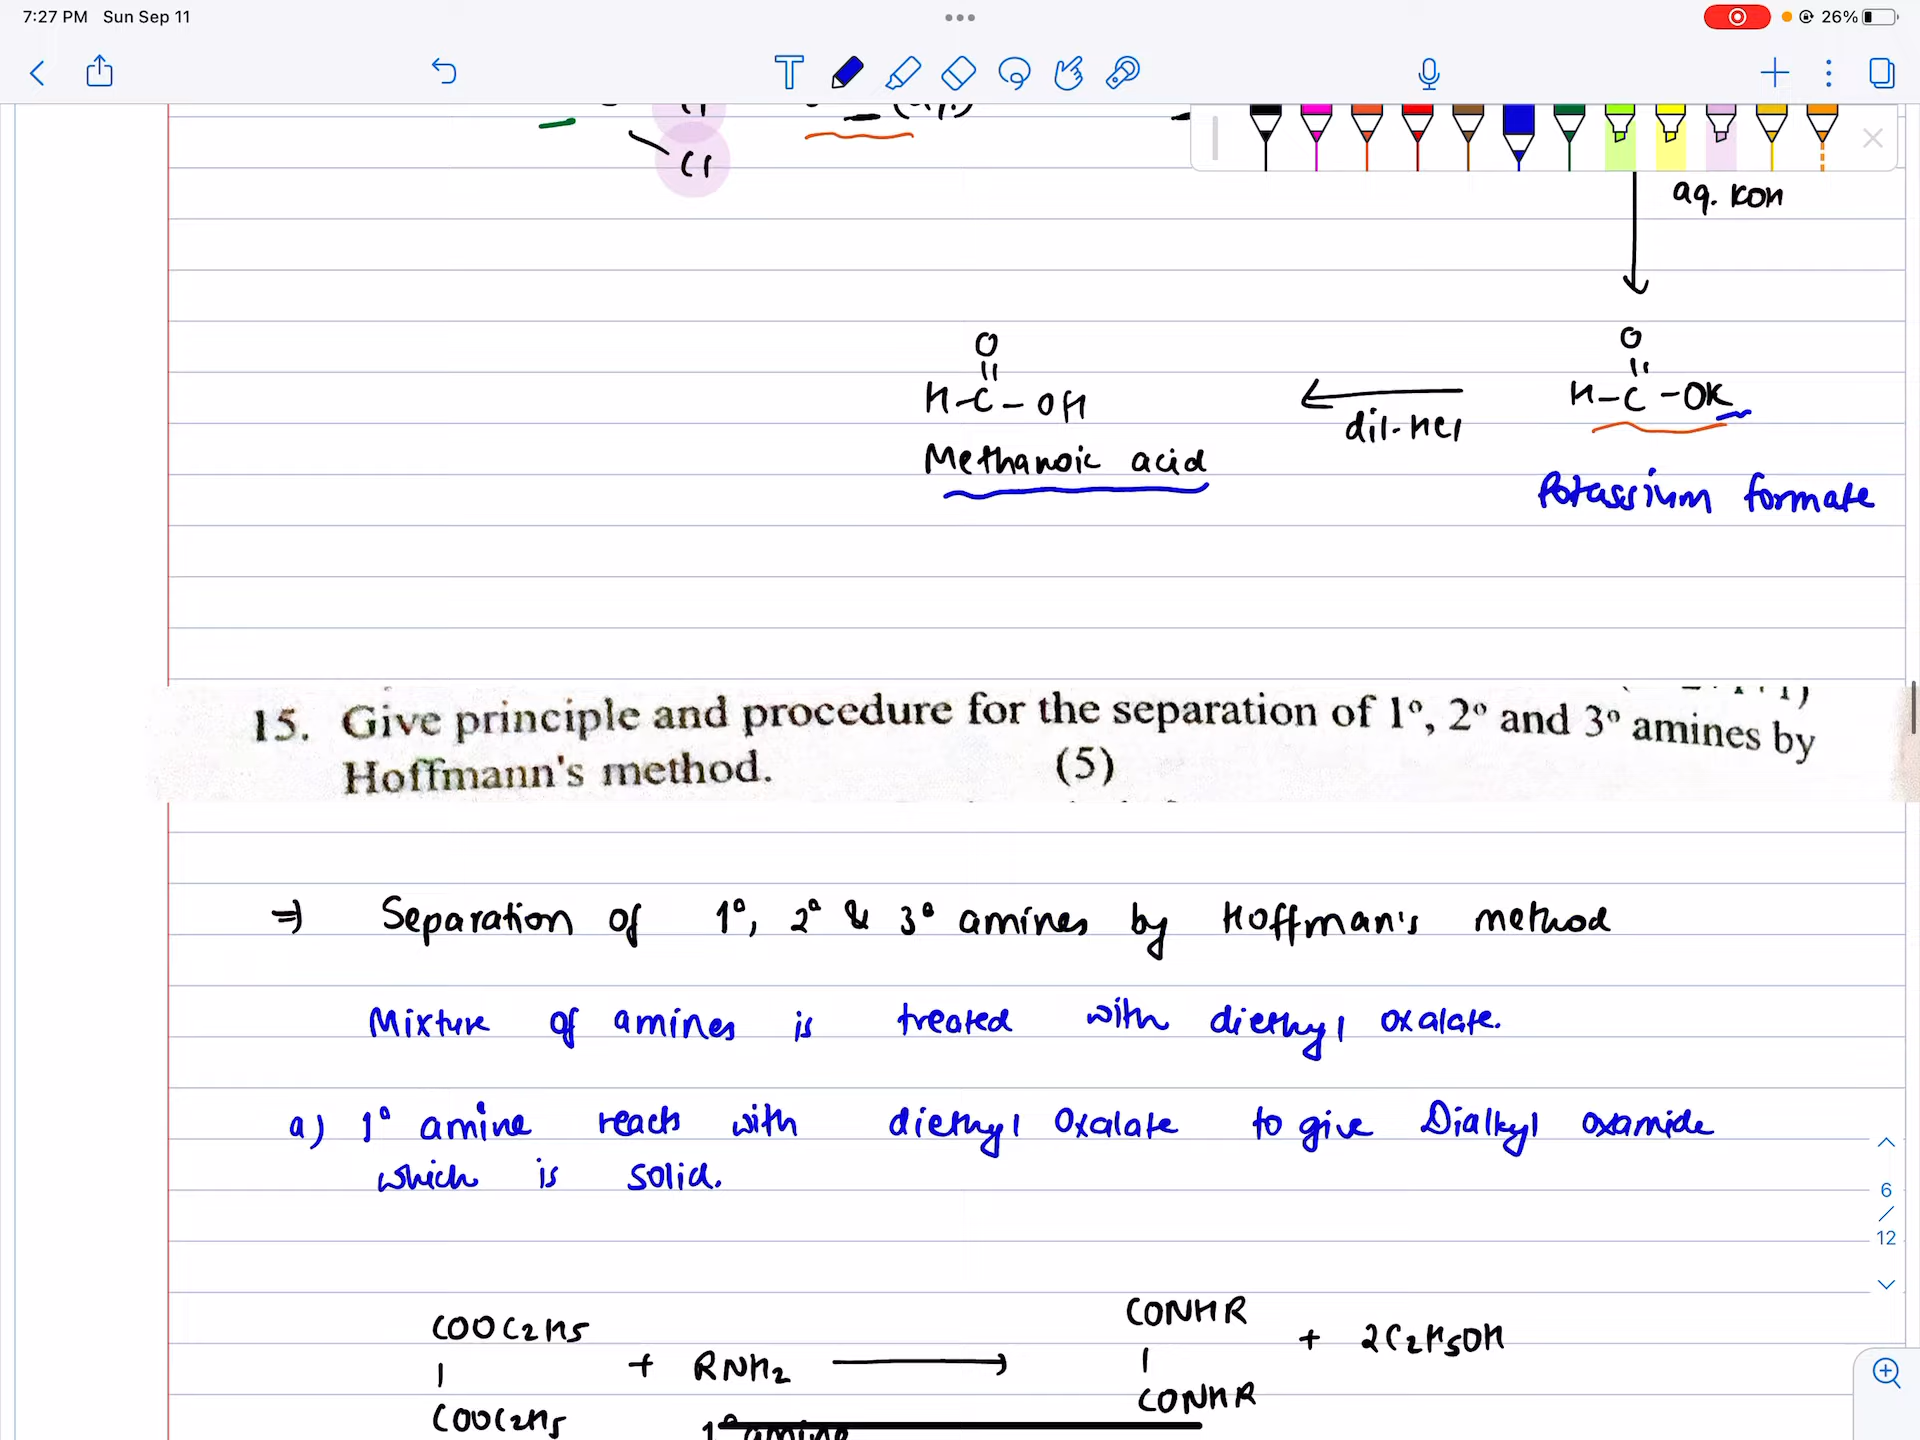 7:27 PM Sun Sep 11
26%
Cl
aq. KOH
O
O
||
||
H-C-OH
H-C-OK
dil-HCl
Methanoic acid
Potassium formate
15. Give principle and procedure for the separation of 1°, 2° and 3° amines by
Hoffmann's method. (5)
⇒ Separation of 1°, 2° & 3° amines by Hoffman's method
Mixture of amines is treated with diethyl oxalate.
a) 1° amine reacts with diethyl oxalate to give Dialkyl oxamide
which is solid.
6
/
12
COOC2H5
CONHR
| + RNH2 ⟶ | + 2C2H5OH
COOC2H5
CONHR
1° amine